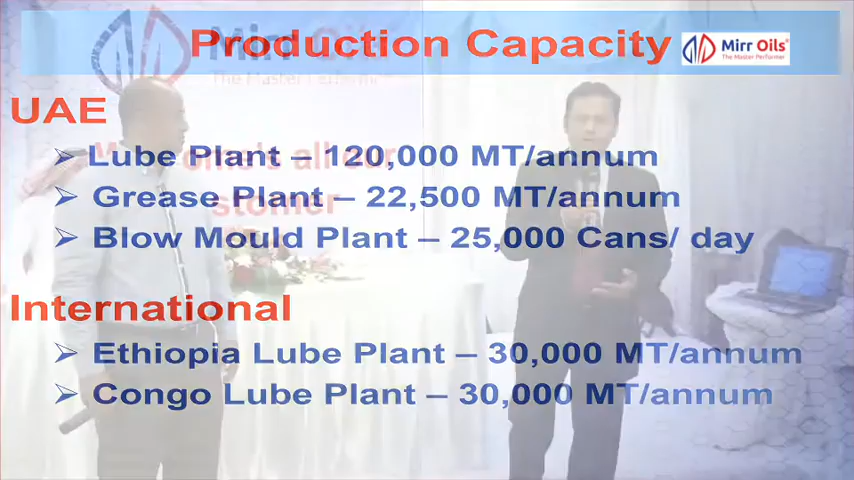 Production Capacity
Mirr Oils
The Master Performer
UAE
➢ Lube Plant – 120,000 MT/annum
➢ Grease Plant – 22,500 MT/annum
➢ Blow Mould Plant – 25,000 Cans/ day
International
➢ Ethiopia Lube Plant – 30,000 MT/annum
➢ Congo Lube Plant – 30,000 MT/annum